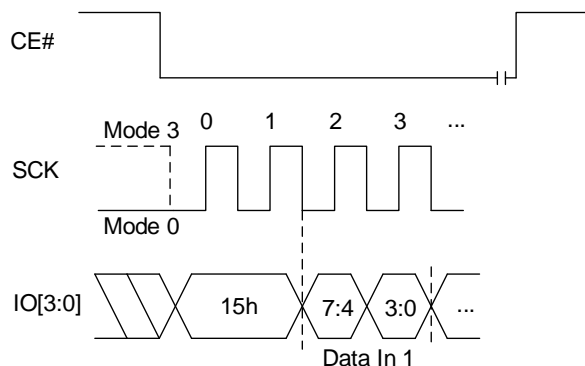 CE#
Mode 3 0 1 2 3 ...
SCK
Mode 0
IO[3:0] 15h 7:4 3:0 ...
Data In 1